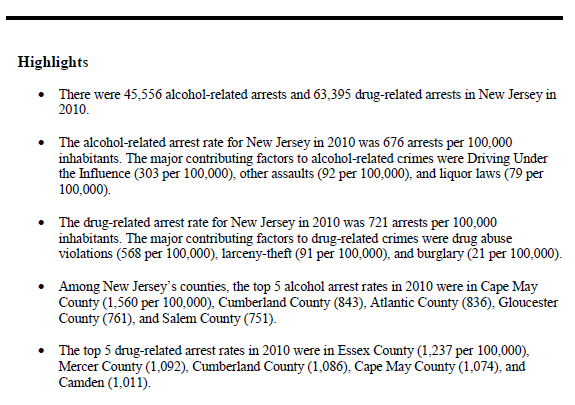 Highlights
• There were 45,556 alcohol-related arrests and 63,395 drug-related arrests in New Jersey in
2010.
• The alcohol-related arrest rate for New Jersey in 2010 was 676 arrests per 100,000
inhabitants. The major contributing factors to alcohol-related crimes were Driving Under
the Influence (303 per 100,000), other assaults (92 per 100,000), and liquor laws (79 per
100,000).
• The drug-related arrest rate for New Jersey in 2010 was 721 arrests per 100,000
inhabitants. The major contributing factors to drug-related crimes were drug abuse
violations (568 per 100,000), larceny-theft (91 per 100,000), and burglary (21 per 100,000).
• Among New Jersey's counties, the top 5 alcohol arrest rates in 2010 were in Cape May
County (1,560 per 100,000), Cumberland County (843), Atlantic County (836), Gloucester
County (761), and Salem County (751).
• The top 5 drug-related arrest rates in 2010 were in Essex County (1,237 per 100,000),
Mercer County (1,092), Cumberland County (1,086), Cape May County (1,074), and
Camden (1,011).